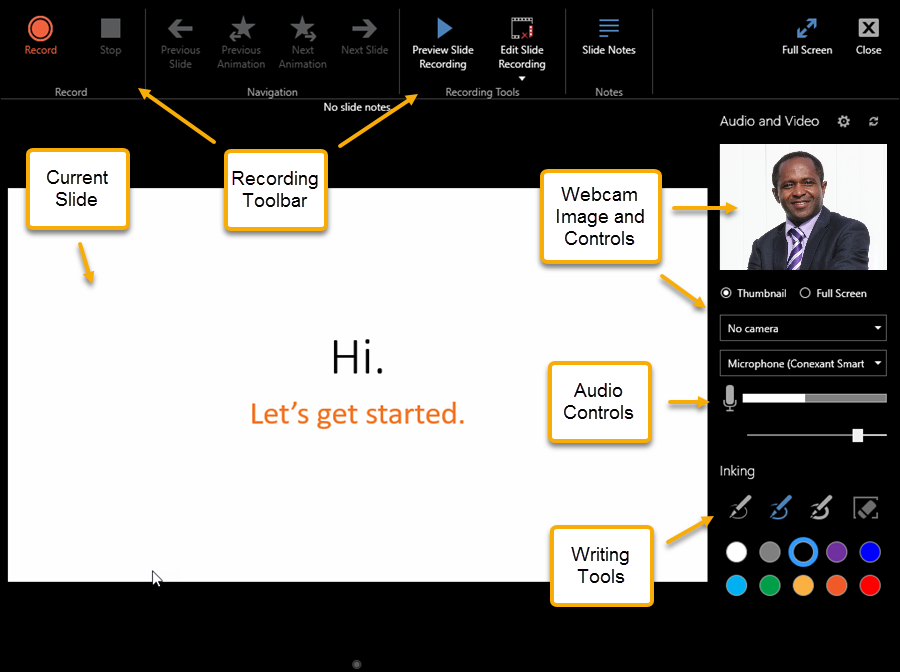 Record
Stop
Previous
Slide
Previous
Animation
Next
Animation
Next Slide
Preview Slide
Recording
Edit Slide
Recording
Slide Notes
Full Screen
Close
Record
Navigation
Recording Tools
Notes
No slide notes
Audio and Video
Current
Slide
Recording
Toolbar
Webcam
Image and
Controls
Thumbnail
Full Screen
No camera
Hi.
Let's get started.
Microphone (Conexant Smart
Audio
Controls
Inking
Writing
Tools